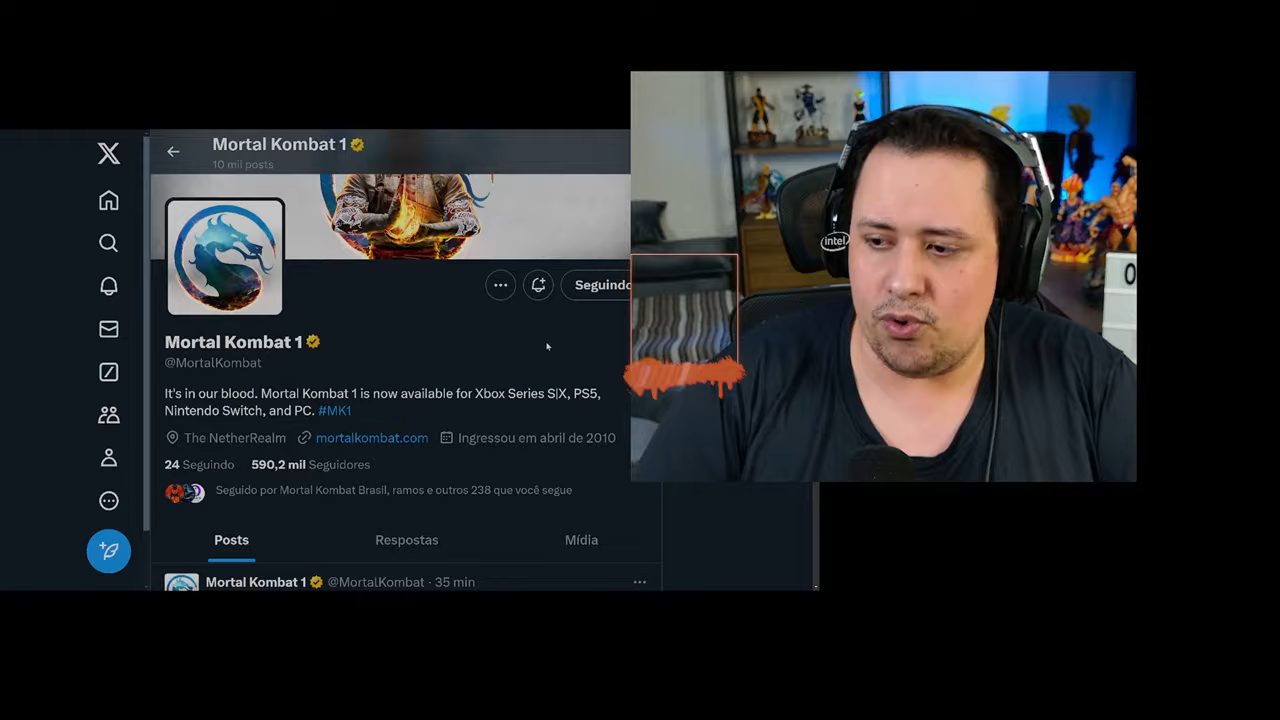 Mortal Kombat 1
10 mil posts
Seguindo
Mortal Kombat 1
@MortalKombat
It's in our blood. Mortal Kombat 1 is now available for Xbox Series S|X, PS5,
Nintendo Switch, and PC. #MK1
The NetherRealm mortalkombat.com Ingressou em abril de 2010
24 Seguindo 590,2 mil Seguidores
Seguido por Mortal Kombat Brasil, ramos e outros 238 que você segue
Posts Respostas Mídia
Mortal Kombat 1 @MortalKombat · 35 min
intel
0